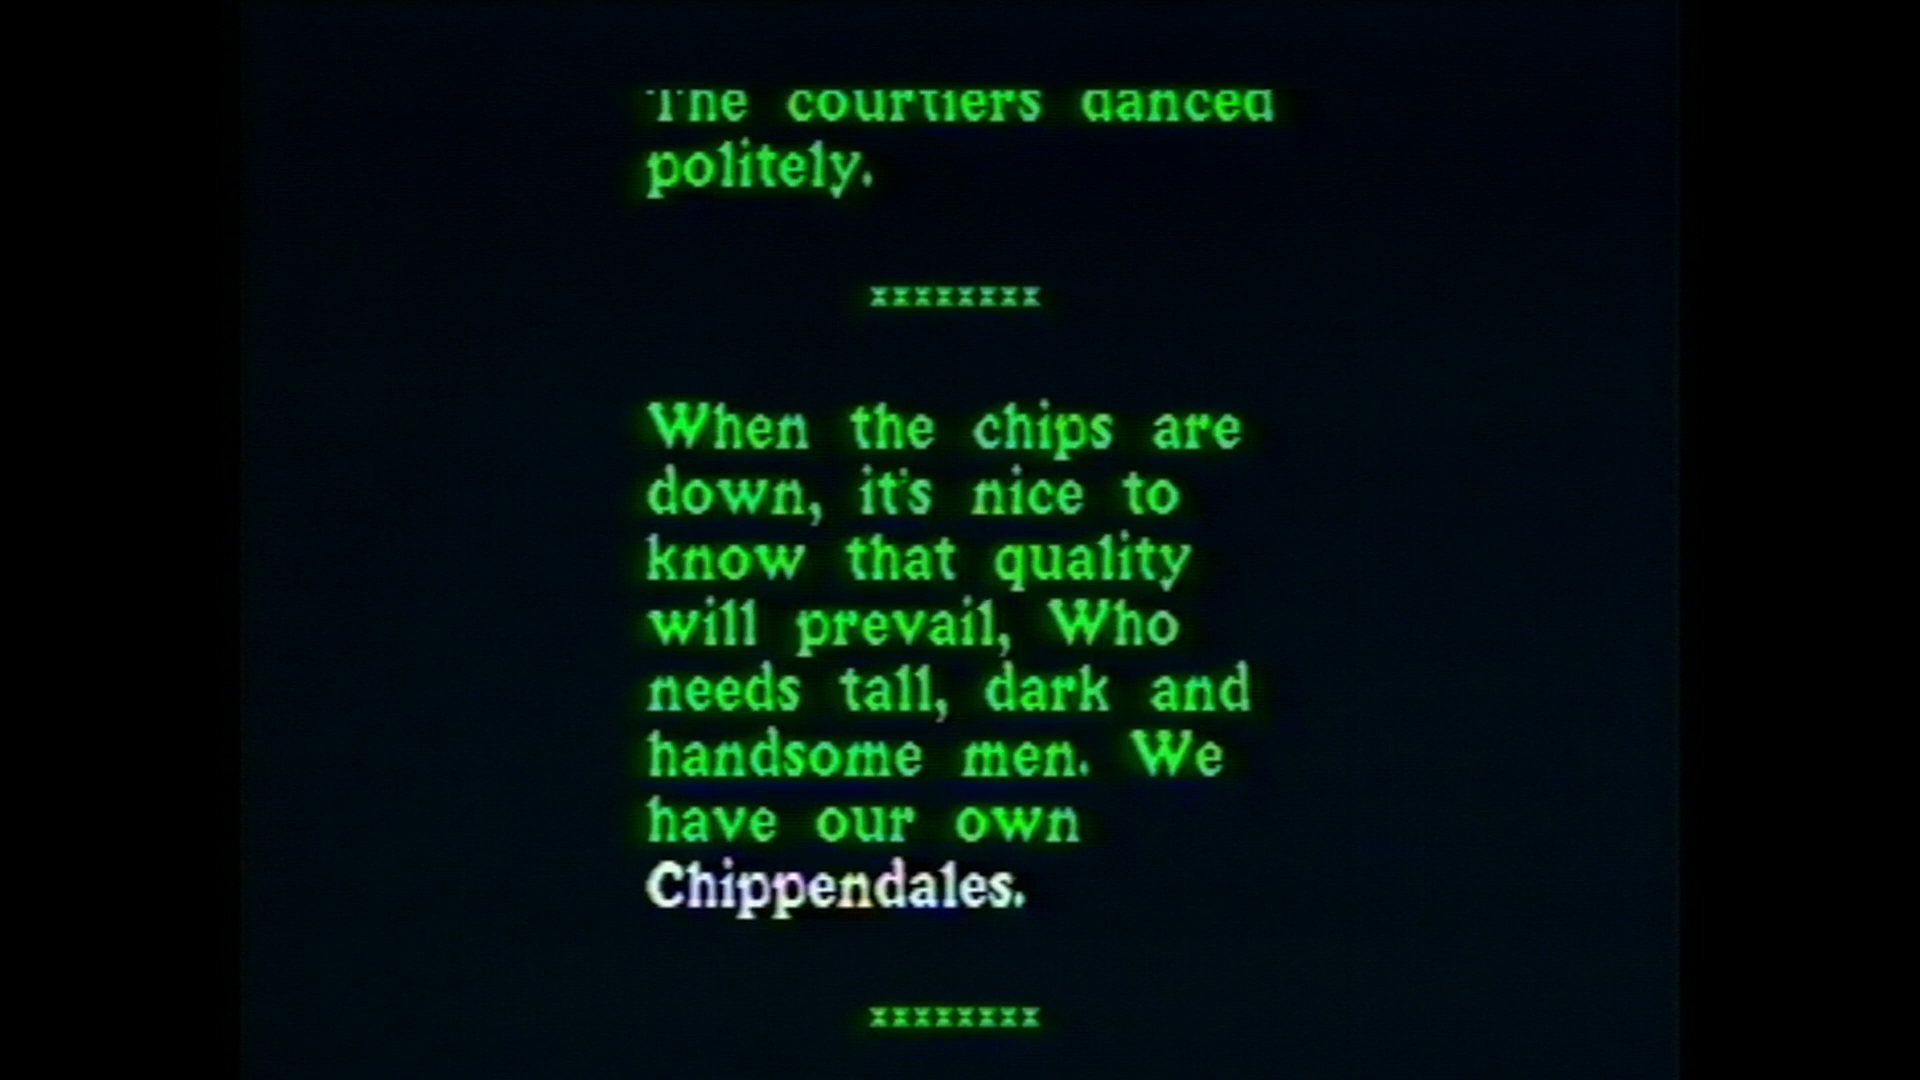 The courtiers danced
politely.
xxxxxxxx
When the chips are
down, it's nice to
know that quality
will prevail, Who
needs tall, dark and
handsome men. We
have our own
Chippendales.
xxxxxxxx